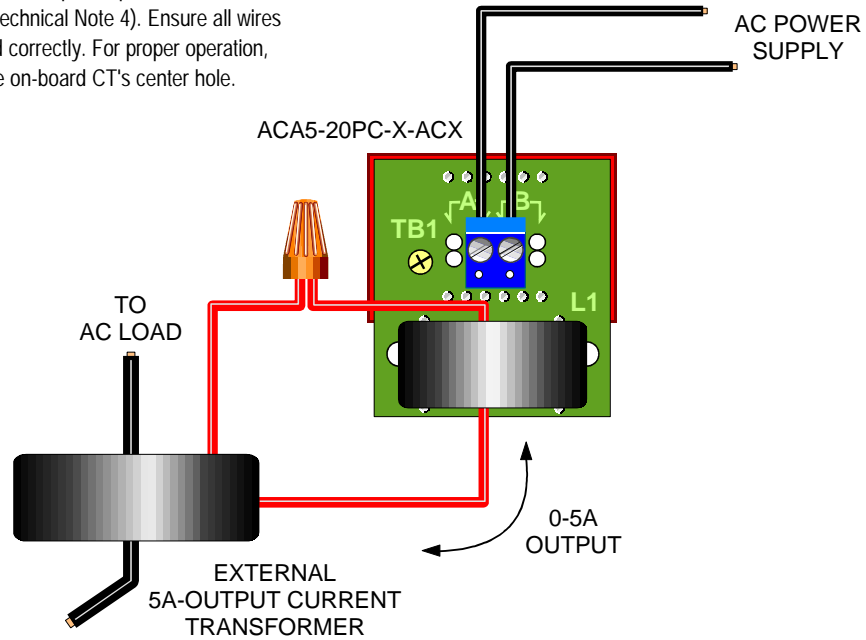 echnical Note 4). Ensure all wires
correctly. For proper operation,
e on-board CT's center hole.
AC POWER
SUPPLY
ACA5-20PC-X-ACX
A
B
TB1
L1
TO
AC LOAD
0-5A
OUTPUT
EXTERNAL
5A-OUTPUT CURRENT
TRANSFORMER